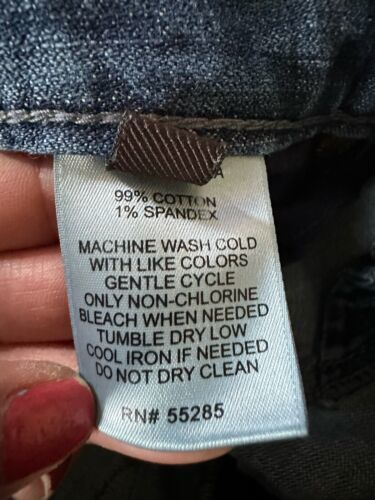 99% COTTON
1% SPANDEX
MACHINE WASH COLD
WITH LIKE COLORS
GENTLE CYCLE
ONLY NON-CHLORINE
BLEACH WHEN NEEDED
TUMBLE DRY LOW
COOL IRON IF NEEDED
DO NOT DRY CLEAN
RN# 55285